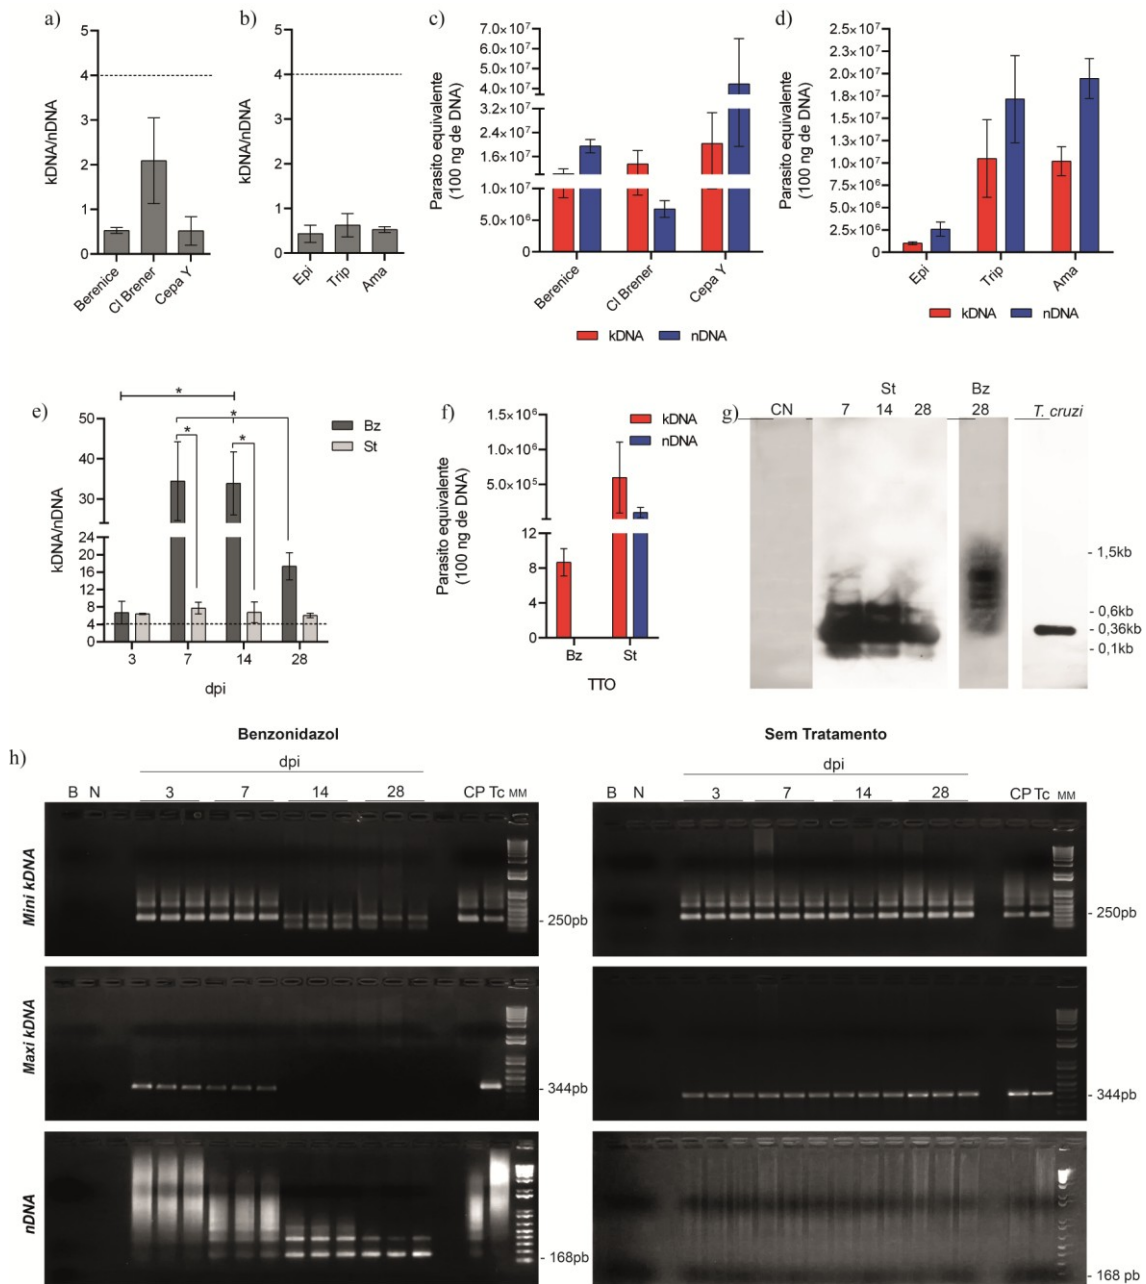 a)
5
4
3
2
1
0
kDNA/nDNA
Berenice
Cl Brener
Cepa Y
b)
5
4
3
2
1
0
kDNA/nDNA
Epi
Trip
Ama
c)
Parasito equivalente
(100 ng de DNA)
7.0×10⁷
6.0×10⁷
5.0×10⁷
4.0×10⁷
3.2×10⁷
2.4×10⁷
1.6×10⁷
1.0×10⁷
5.0×10⁶
0
Berenice
Cl Brener
Cepa Y
kDNA
nDNA
d)
Parasito equivalente
(100 ng de DNA)
2.5×10⁷
2.3×10⁷
2.0×10⁷
1.8×10⁷
1.5×10⁷
1.3×10⁷
1.0×10⁷
7.5×10⁶
5.0×10⁶
2.5×10⁶
0
Epi
Trip
Ama
kDNA
nDNA
e)
kDNA/nDNA
50
40
30
24
20
16
12
8
4
0
*
*
*
*
Bz
St
3
7
14
28
dpi
f)
Parasito equivalente
(100 ng de DNA)
1.5×10⁶
1.0×10⁶
5.0×10⁵
12
8
4
0
kDNA
nDNA
Bz
St
TTO
g)
CN
St
7 14 28
Bz
28
T. cruzi
- 1,5kb
- 0,6kb
- 0,36kb
- 0,1kb
h)
Benzonidazol
dpi
B N 3 7 14 28 CP Tc MM
Sem Tratamento
dpi
B N 3 7 14 28 CP Tc MM
Mini kDNA
- 250pb
- 250pb
Maxi kDNA
- 344pb
- 344pb
nDNA
- 168pb
- 168 pb